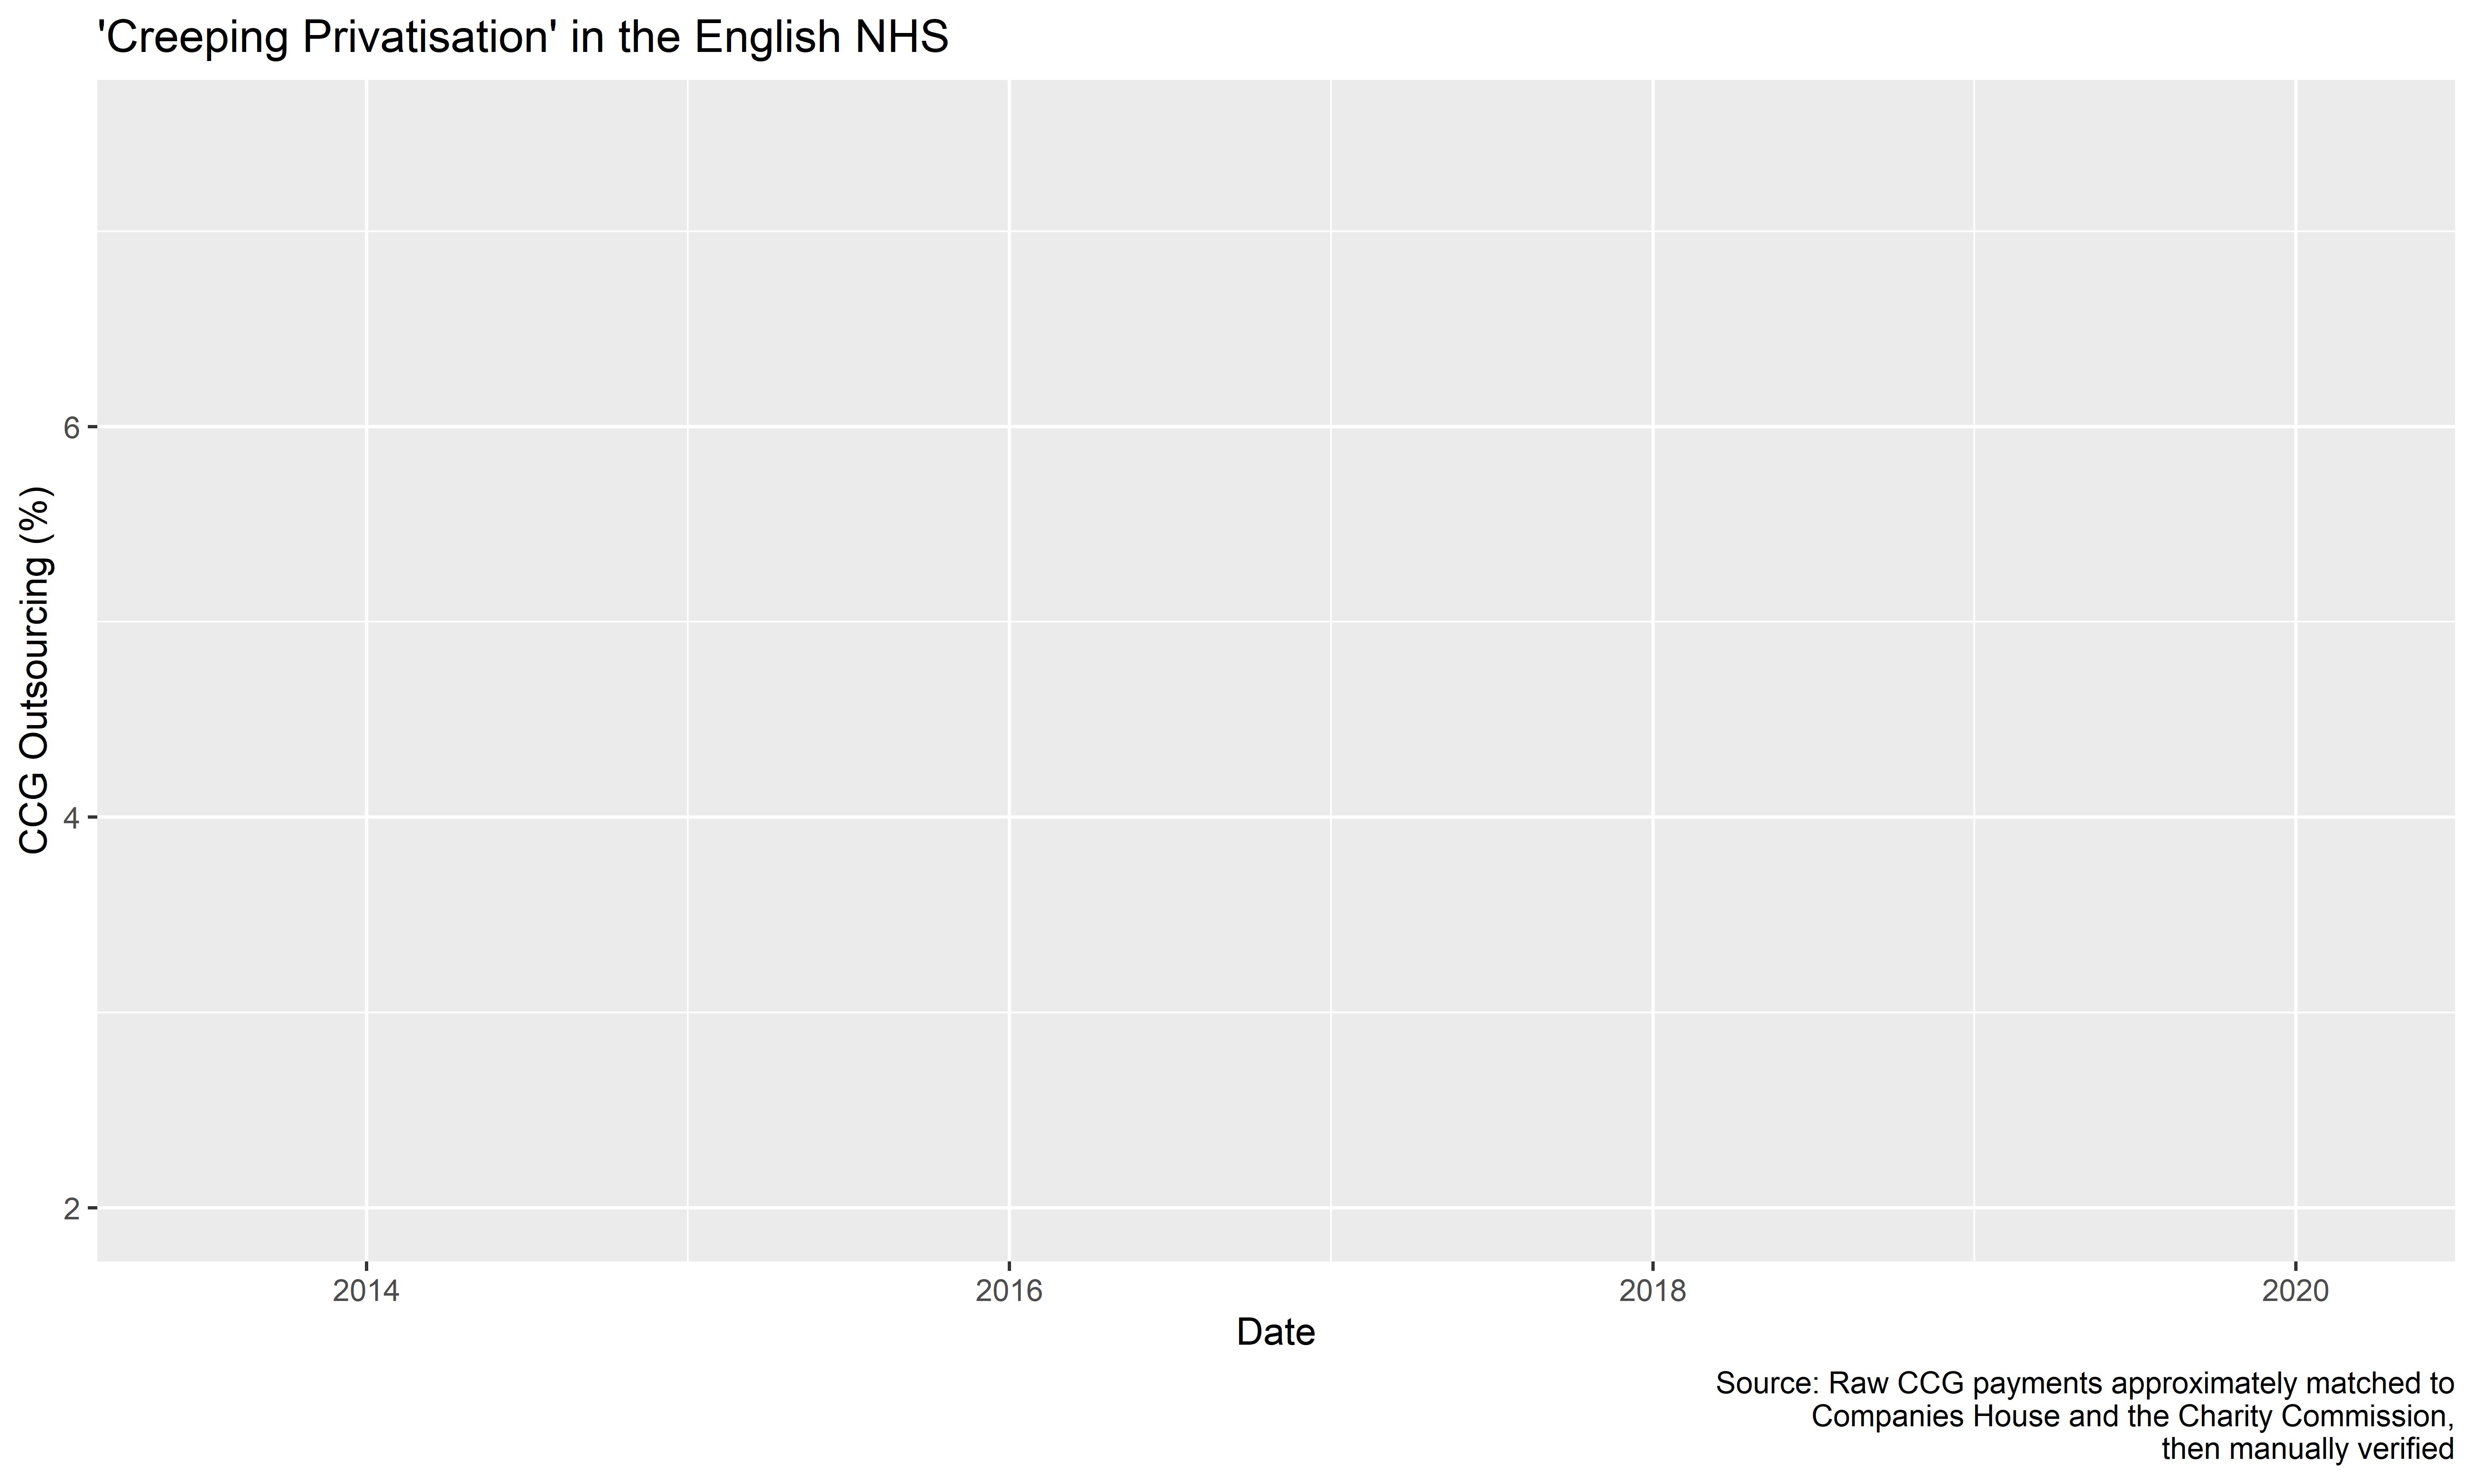 'Creeping Privatisation' in the English NHS
CCG Outsourcing (%)
6
4
2
2014
2016
2018
2020
Date
Source: Raw CCG payments approximately matched to
Companies House and the Charity Commission,
then manually verified